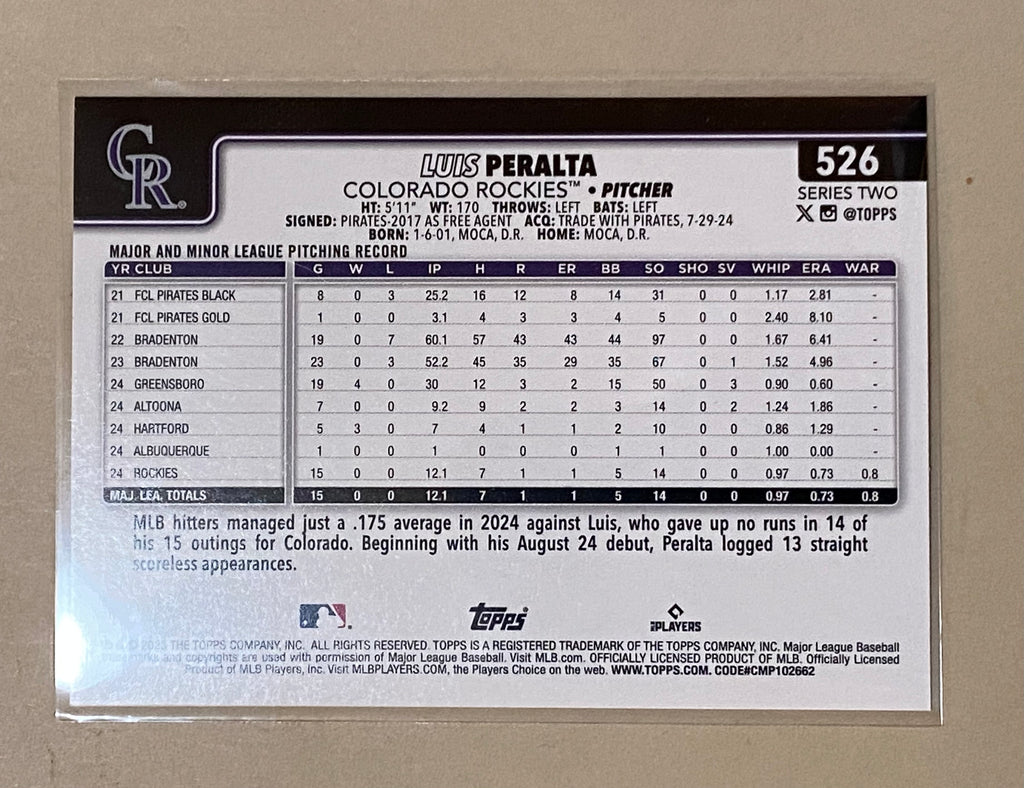 CR
LUIS PERALTA
526
COLORADO ROCKIES™ • PITCHER
SERIES TWO
HT: 5'11" WT: 170 THROWS: LEFT BATS: LEFT
@TOPPS
SIGNED: PIRATES-2017 AS FREE AGENT ACQ: TRADE WITH PIRATES, 7-29-24
BORN: 1-6-01, MOCA, D.R. HOME: MOCA, D.R.
MAJOR AND MINOR LEAGUE PITCHING RECORD
YR CLUB G W L IP H R ER BB SO SHO SV WHIP ERA WAR
21 FCL PIRATES BLACK 8 0 3 25.2 16 12 8 14 31 0 0 1.17 2.81 -
21 FCL PIRATES GOLD 1 0 0 3.1 4 3 3 4 5 0 0 2.40 8.10 -
22 BRADENTON 19 0 7 60.1 57 43 43 44 97 0 0 1.67 6.41 -
23 BRADENTON 23 0 3 52.2 45 35 29 35 67 0 1 1.52 4.96 -
24 GREENSBORO 19 4 0 30 12 3 2 15 50 0 3 0.90 0.60 -
24 ALTOONA 7 0 0 9.2 9 2 2 3 14 0 2 1.24 1.86 -
24 HARTFORD 5 3 0 7 4 1 1 2 10 0 0 0.86 1.29 -
24 ALBUQUERQUE 1 0 0 1 0 0 0 1 1 0 0 1.00 0.00 -
24 ROCKIES 15 0 0 12.1 7 1 1 5 14 0 0 0.97 0.73 0.8
MAJ. LEA. TOTALS 15 0 0 12.1 7 1 1 5 14 0 0 0.97 0.73 0.8
MLB hitters managed just a .175 average in 2024 against Luis, who gave up no runs in 14 of
his 15 outings for Colorado. Beginning with his August 24 debut, Peralta logged 13 straight
scoreless appearances.
topps® PLAYERS
THE TOPPS COMPANY, INC. ALL RIGHTS RESERVED. TOPPS IS A REGISTERED TRADEMARK OF THE TOPPS COMPANY, INC. Major League Baseball
trademarks and copyrights are used with permission of Major League Baseball. Visit MLB.com. OFFICIALLY LICENSED PRODUCT OF MLB. Officially Licensed
Product of MLB Players, Inc. Visit MLBPLAYERS.COM, the Players Choice on the web. WWW.TOPPS.COM. CODE#CMP102662